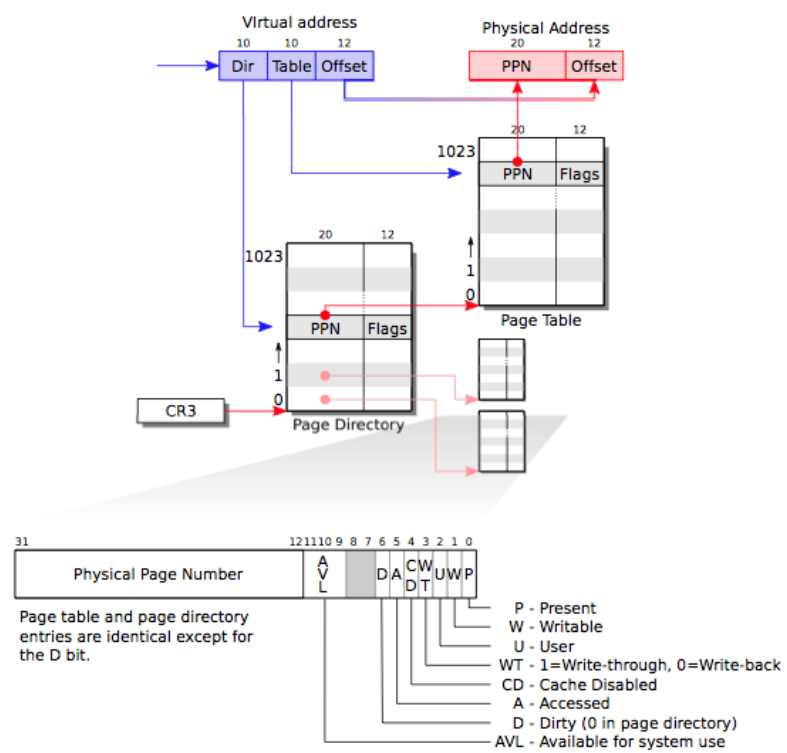 VIrtual address
Physical Address
10 10 12
20 12
Dir Table Offset
PPN Offset
20 12
1023
PPN Flags
1
0
Page Table
20 12
1023
PPN Flags
1
0
CR3
Page Directory
31 12 11 10 9 8 7 6 5 4 3 2 1 0
Physical Page Number
AVL
D A CD WT U W P
Page table and page directory
entries are identical except for
the D bit.
P - Present
W - Writable
U - User
WT - 1=Write-through, 0=Write-back
CD - Cache Disabled
A - Accessed
D - Dirty (0 in page directory)
AVL - Available for system use